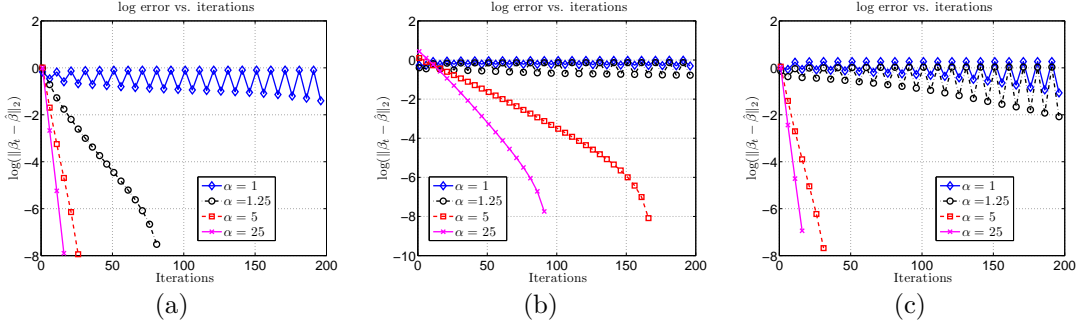 log error vs. iterations
2
0
−2
−4
−6
−8
0 50 100 150 200
log(‖β_t − β̂‖₂)
Iterations
α = 1
α =1.25
α = 5
α = 25
(a)
log error vs. iterations
2
0
−2
−4
−6
−8
−10
0 50 100 150 200
log(‖β_t − β̂‖₂)
Iterations
α = 1
α =1.25
α = 5
α = 25
(b)
log error vs. iterations
2
0
−2
−4
−6
−8
0 50 100 150 200
log(‖β_t − β̂‖₂)
Iterations
α = 1
α =1.25
α = 5
α = 25
(c)